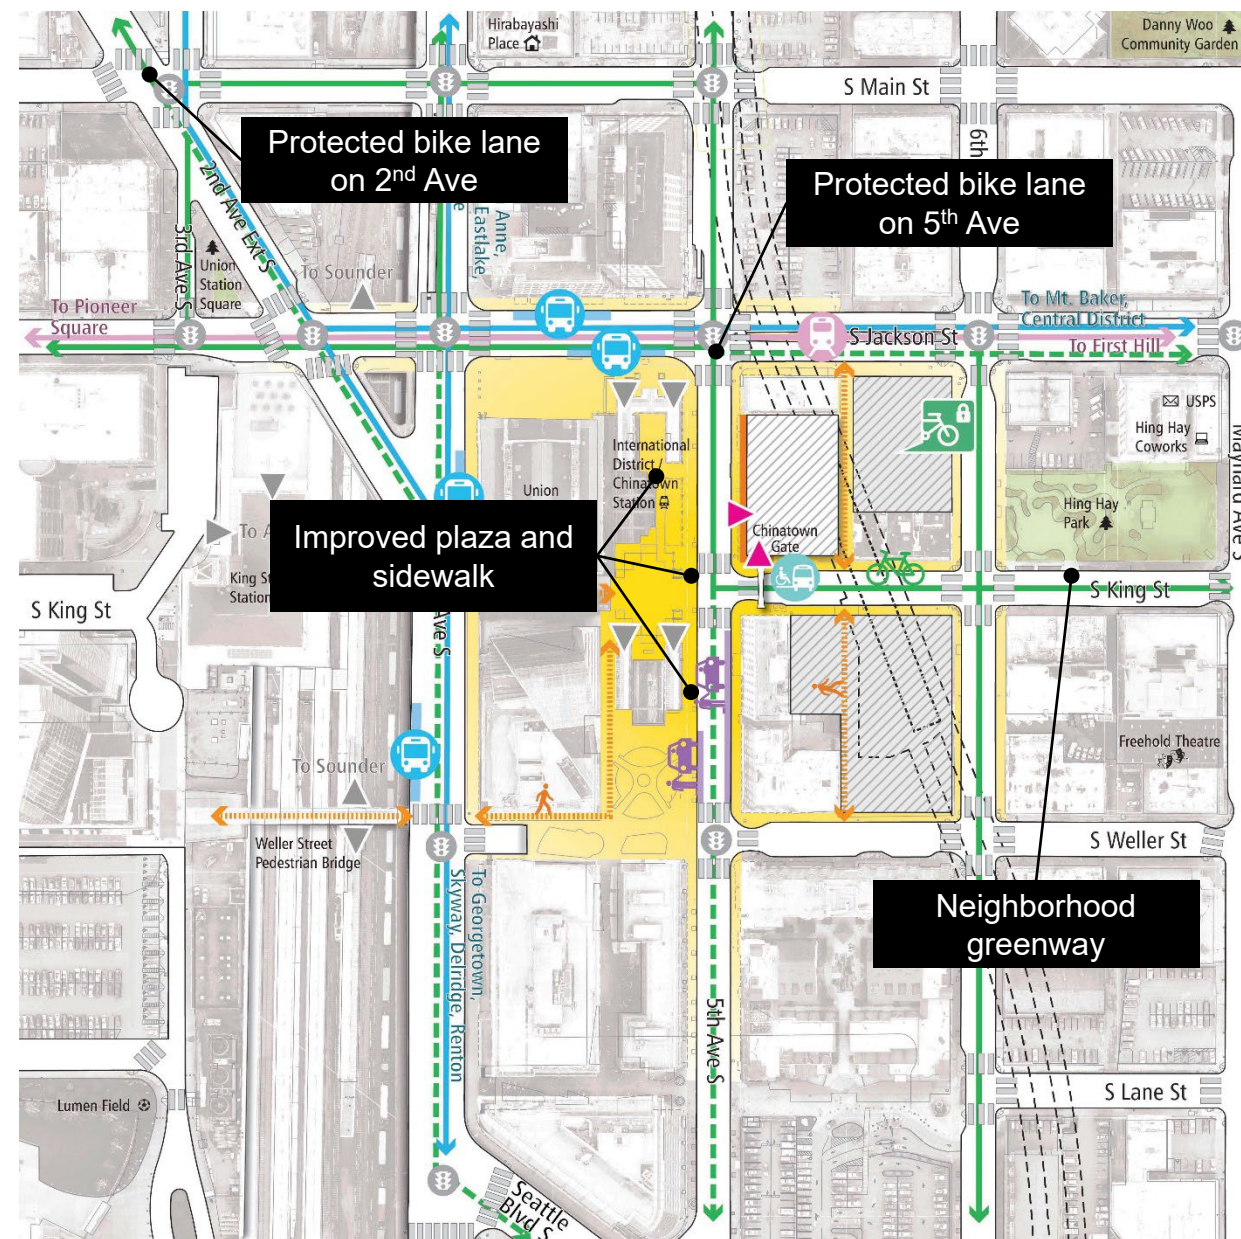 Hirabayashi
Place
Danny Woo
Community Garden
S Main St
6th
Protected bike lane
on 2nd Ave
Protected bike lane
on 5th Ave
2nd Ave Ext S
3rd Ave S
Union
Station
Square
To Sounder
Anne,
Eastlake,
To Pioneer
Square
To Mt. Baker,
Central District
S Jackson St
To First Hill
USPS
Hing Hay
Coworks
Maynard Ave S
International
District /
Chinatown
Station
Union
Hing Hay
Park
Chinatown
Gate
Improved plaza and
sidewalk
To A
King St
Station
S King St
S King St
Ave S
To Sounder
Freehold Theatre
Weller Street
Pedestrian Bridge
S Weller St
To Georgetown,
Skyway, Delridge, Renton
Neighborhood
greenway
5th Ave S
Lumen Field
S Lane St
Seattle
Blvd S